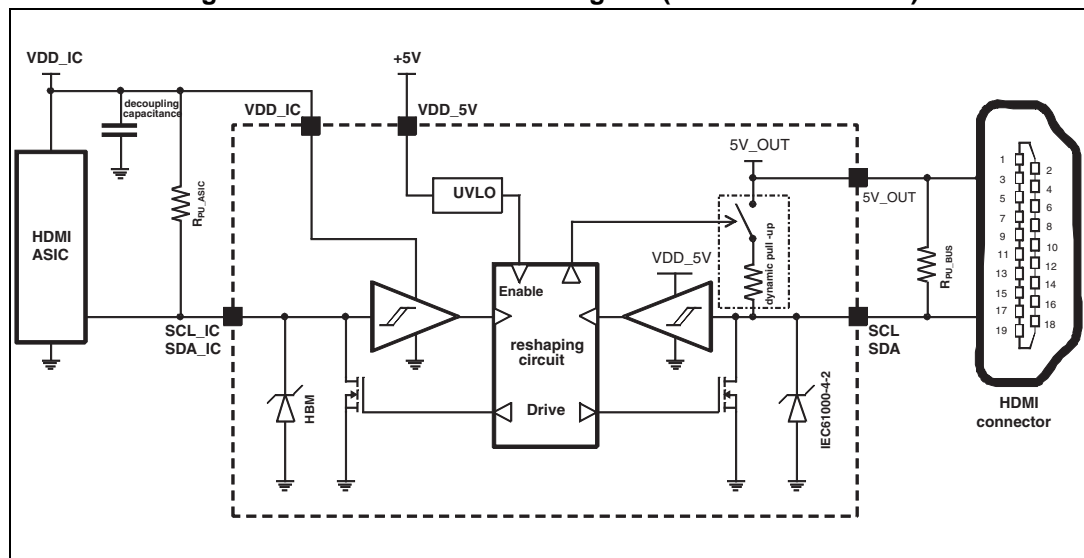 VDD_IC
+5V
decoupling
capacitance
VDD_IC
VDD_5V
5V_OUT
5V_OUT
UVLO
RPU_ASIC
HDMI
ASIC
VDD_5V
dynamic pull -up
RPU_BUS
Enable
SCL_IC
SDA_IC
reshaping
circuit
SCL
SDA
HBM
Drive
IEC61000-4-2
1
2
3
4
5
6
7
8
9
10
11
12
13
14
15
16
17
18
19
HDMI
connector